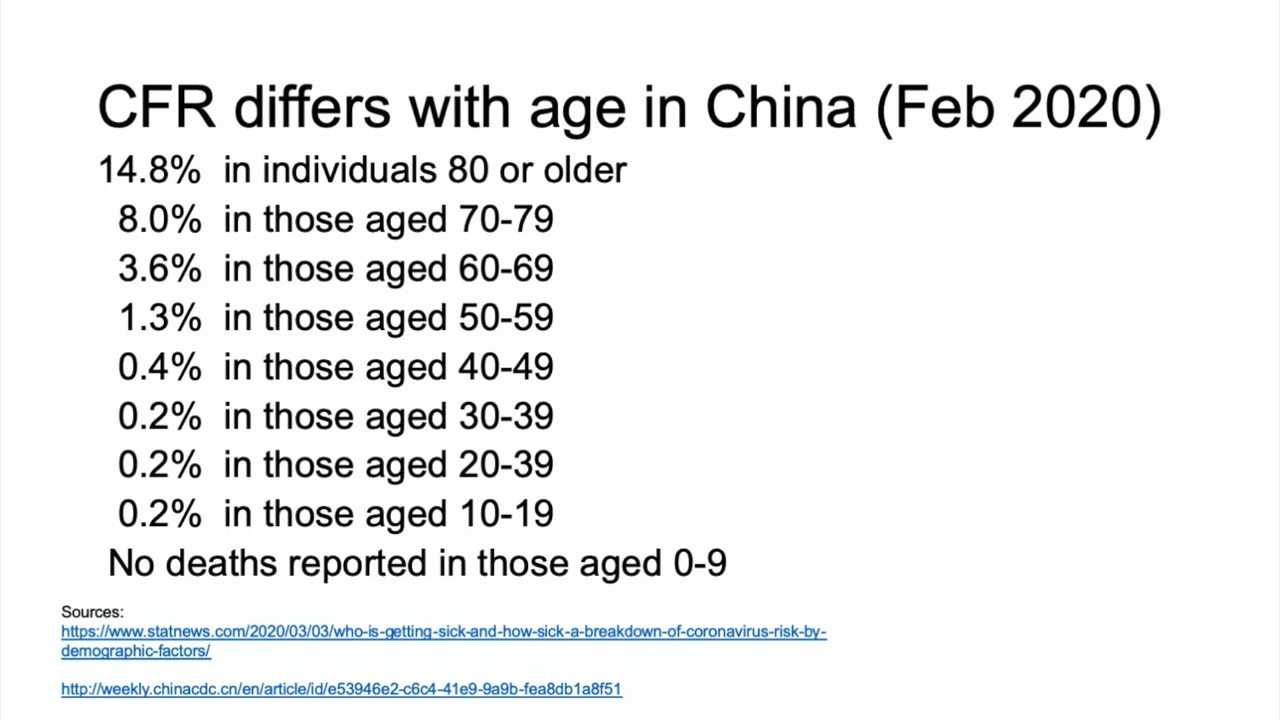 CFR differs with age in China (Feb 2020)
14.8% in individuals 80 or older
8.0% in those aged 70-79
3.6% in those aged 60-69
1.3% in those aged 50-59
0.4% in those aged 40-49
0.2% in those aged 30-39
0.2% in those aged 20-39
0.2% in those aged 10-19
No deaths reported in those aged 0-9
Sources:
https://www.statnews.com/2020/03/03/who-is-getting-sick-and-how-sick-a-breakdown-of-coronavirus-risk-by-
demographic-factors/
http://weekly.chinacdc.cn/en/article/id/e53946e2-c6c4-41e9-9a9b-fea8db1a8f51